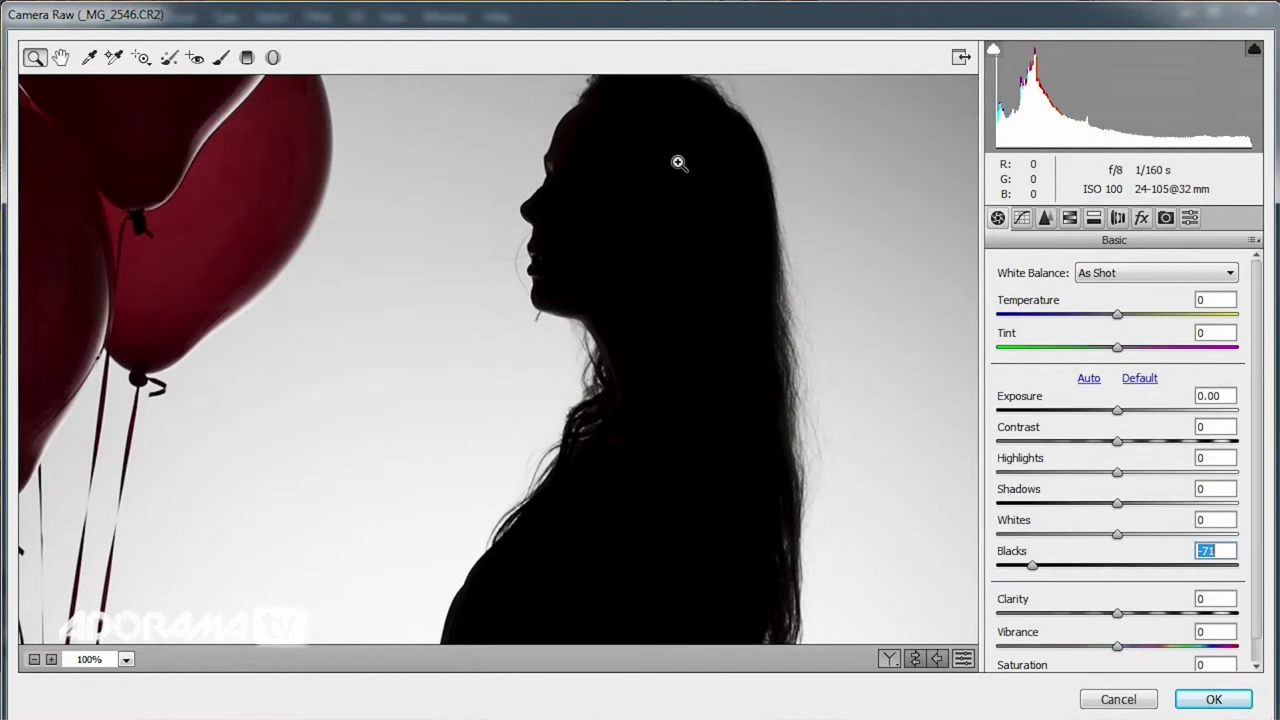 Camera Raw (_MG_2546.CR2)
R: 0
G: 0
B: 0
f/8 1/160 s
ISO 100 24-105@32 mm
fx
Basic
White Balance: As Shot
Temperature 0
Tint 0
Auto Default
Exposure 0.00
Contrast 0
Highlights 0
Shadows 0
Whites 0
Blacks -71
Clarity 0
Vibrance 0
Saturation 0
ADORAMA tv
100%
Y
Cancel OK